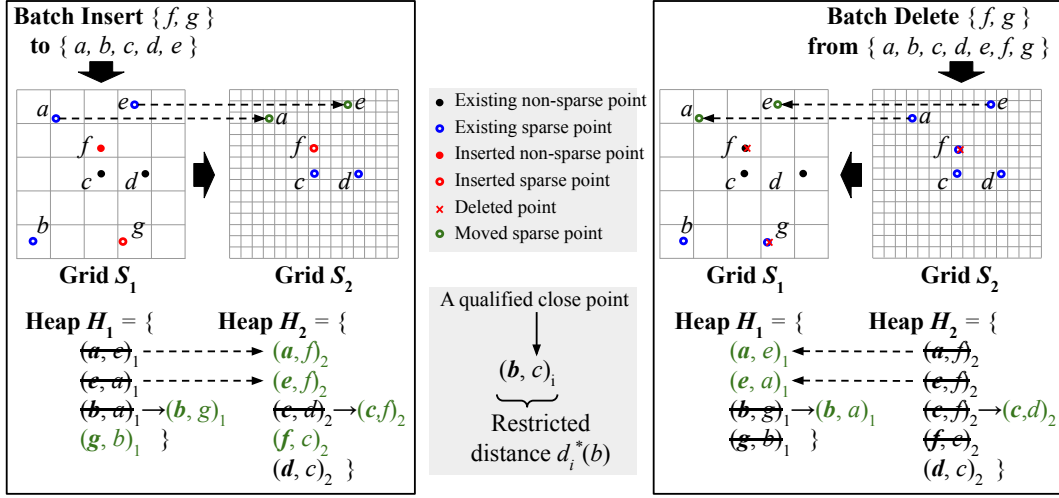 Batch Insert { f, g }
to { a, b, c, d, e }
a
e
f
c
d
b
g
Grid S1
e
a
f
c
d
Grid S2
Heap H1 = {
(a, c)1
(e, a)1
(b, a)1 → (b, g)1
(g, b)1 }
Heap H2 = {
(a, f)2
(e, f)2
(c, d)2 → (c, f)2
(f, c)2
(d, c)2 }
Existing non-sparse point
Existing sparse point
Inserted non-sparse point
Inserted sparse point
Deleted point
Moved sparse point
A qualified close point
(b, c)i
Restricted
distance di*(b)
Batch Delete { f, g }
from { a, b, c, d, e, f, g }
a
e
f
c
d
b
g
Grid S1
e
a
f
c
d
Grid S2
Heap H1 = {
(a, e)1
(e, a)1
(b, g)1 → (b, a)1
(g, b)1 }
Heap H2 = {
(a, f)2
(e, f)2
(c, f)2 → (c, d)2
(f, c)2
(d, c)2 }